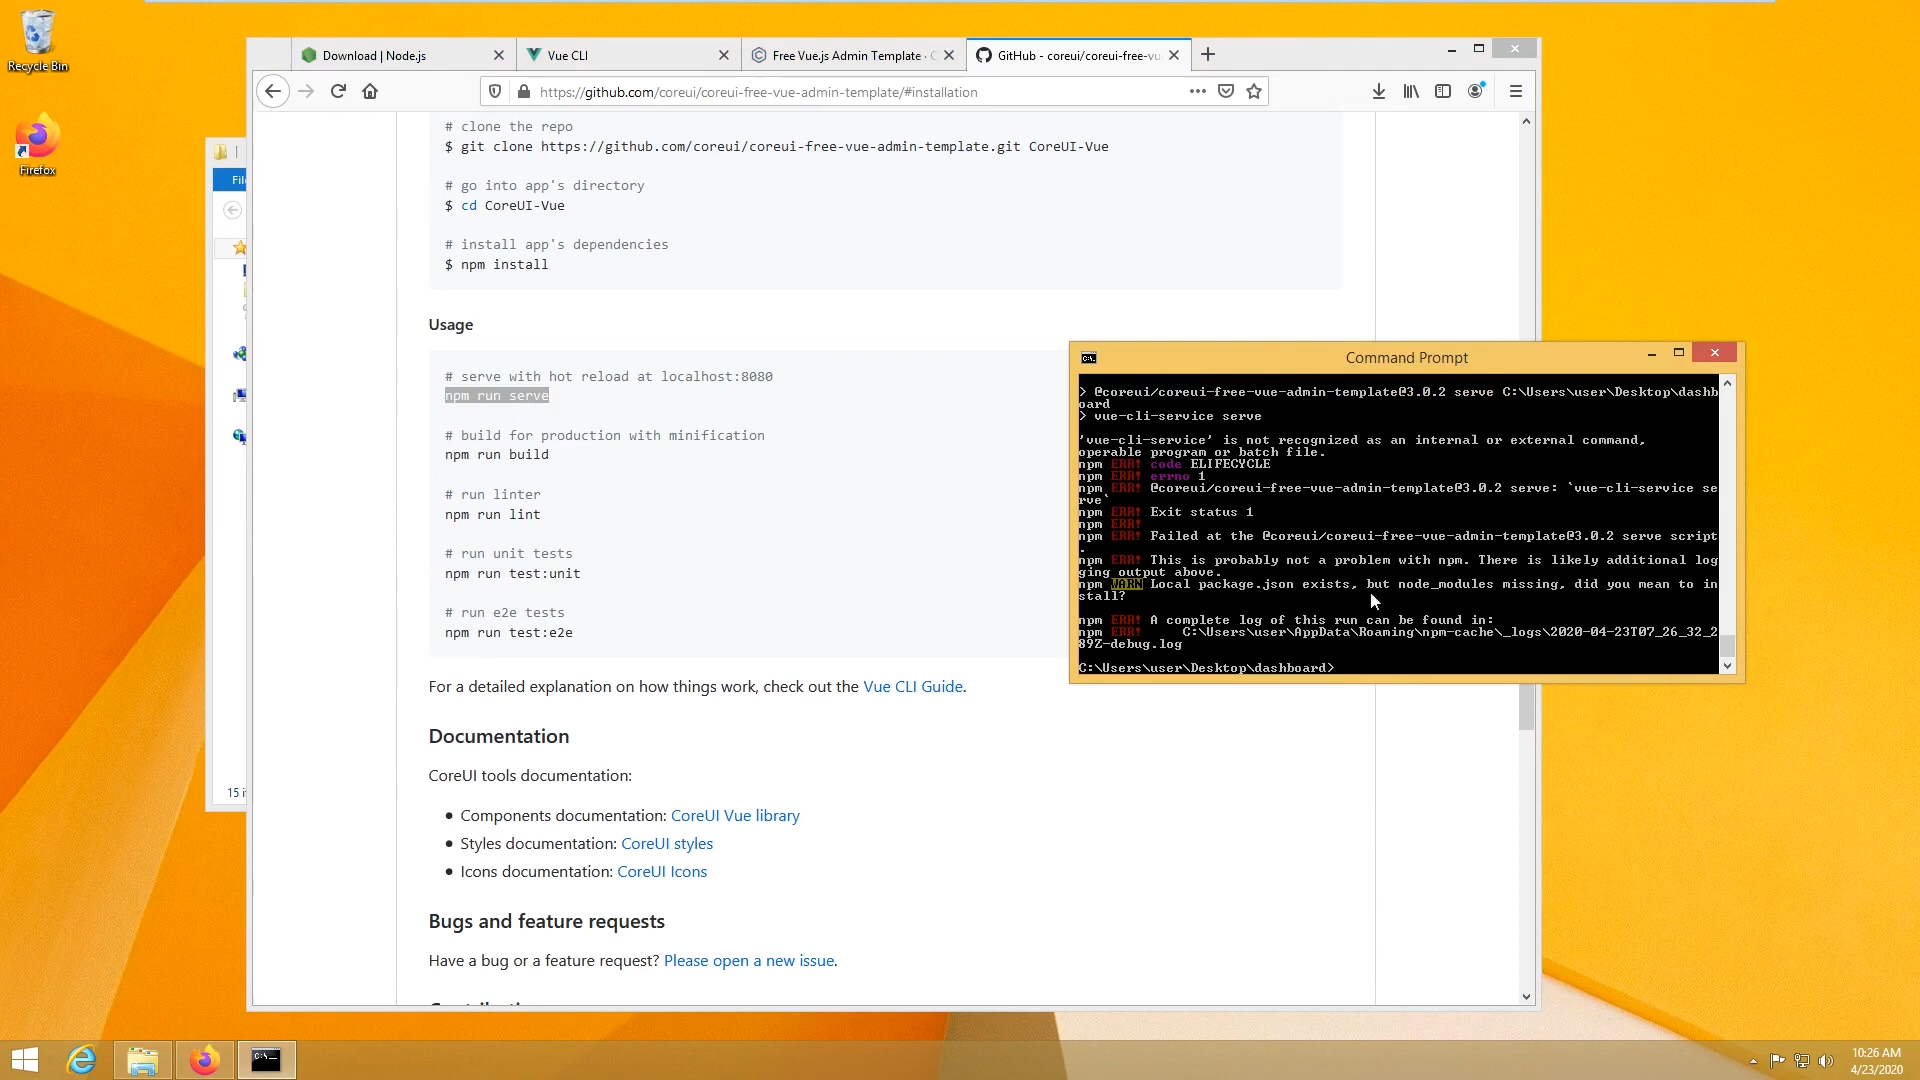 Recycle Bin
Firefox
Download | Node.js
Vue CLI
Free Vue.js Admin Template ·
GitHub - coreui/coreui-free-vu
https://github.com/coreui/coreui-free-vue-admin-template/#installation
# clone the repo
$ git clone https://github.com/coreui/coreui-free-vue-admin-template.git CoreUI-Vue
# go into app's directory
$ cd CoreUI-Vue
# install app's dependencies
$ npm install
Usage
# serve with hot reload at localhost:8080
npm run serve
# build for production with minification
npm run build
# run linter
npm run lint
# run unit tests
npm run test:unit
# run e2e tests
npm run test:e2e
For a detailed explanation on how things work, check out the Vue CLI Guide.
Documentation
CoreUI tools documentation:
• Components documentation: CoreUI Vue library
• Styles documentation: CoreUI styles
• Icons documentation: CoreUI Icons
Bugs and feature requests
Have a bug or a feature request? Please open a new issue.
Command Prompt
> @coreui/coreui-free-vue-admin-template@3.0.2 serve C:\Users\user\Desktop\dashb
oard
> vue-cli-service serve
'vue-cli-service' is not recognized as an internal or external command,
operable program or batch file.
npm ERR! code ELIFECYCLE
npm ERR! errno 1
npm ERR! @coreui/coreui-free-vue-admin-template@3.0.2 serve: `vue-cli-service se
rve`
npm ERR! Exit status 1
npm ERR!
npm ERR! Failed at the @coreui/coreui-free-vue-admin-template@3.0.2 serve script
.
npm ERR! This is probably not a problem with npm. There is likely additional log
ging output above.
npm WARN Local package.json exists, but node_modules missing, did you mean to in
stall?
npm ERR! A complete log of this run can be found in:
npm ERR!     C:\Users\user\AppData\Roaming\npm-cache\_logs\2020-04-23T07_26_32_2
89Z-debug.log
C:\Users\user\Desktop\dashboard>
Fil
15 i
10:26 AM
4/23/2020